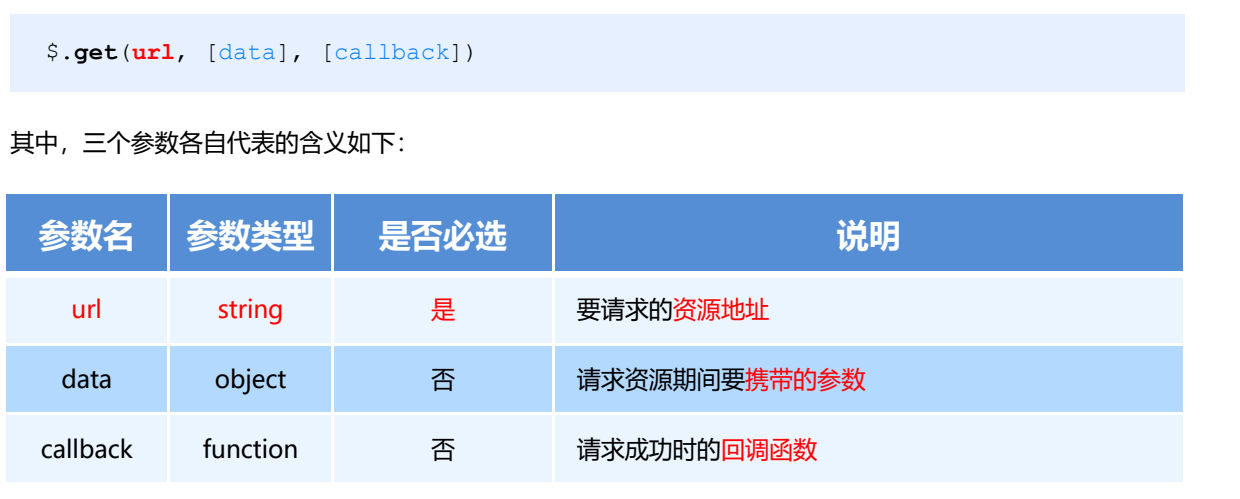 $.get(url, [data], [callback])
其中，三个参数各自代表的含义如下：
参数名 参数类型 是否必选 说明
url string 是 要请求的资源地址
data object 否 请求资源期间要携带的参数
callback function 否 请求成功时的回调函数